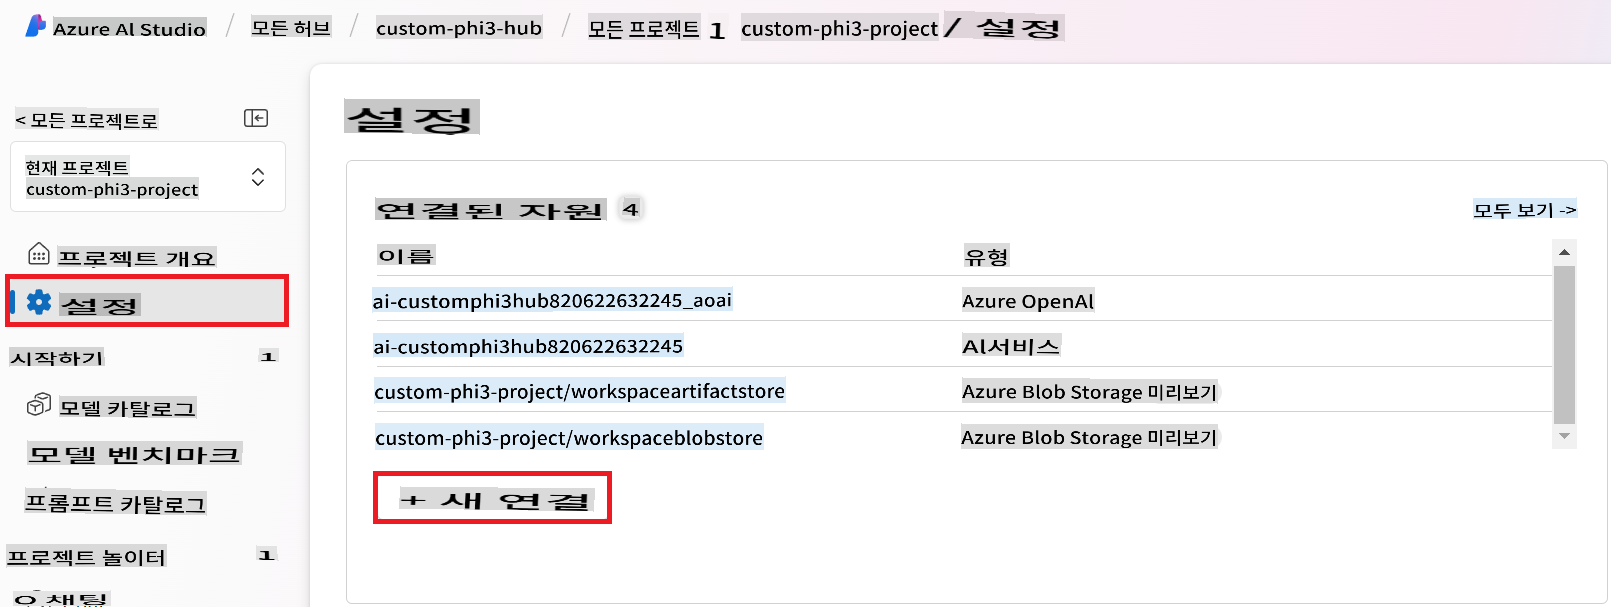 Azure AI Studio / 모든 허브 / custom-phi3-hub / 모든 프로젝트 1 custom-phi3-project / 설정
< 모든 프로젝트로
현재 프로젝트
custom-phi3-project
프로젝트 개요
설정
시작하기 1
모델 카탈로그
모델 벤치마크
프롬프트 카탈로그
프로젝트 놀이터 1
채팅
설정
연결된 자원 4
모두 보기 ->
이름 유형
ai-customphi3hub820622632245_aoai Azure OpenAI
ai-customphi3hub820622632245 AI서비스
custom-phi3-project/workspaceartifactstore Azure Blob Storage 미리보기
custom-phi3-project/workspaceblobstore Azure Blob Storage 미리보기
+ 새 연결